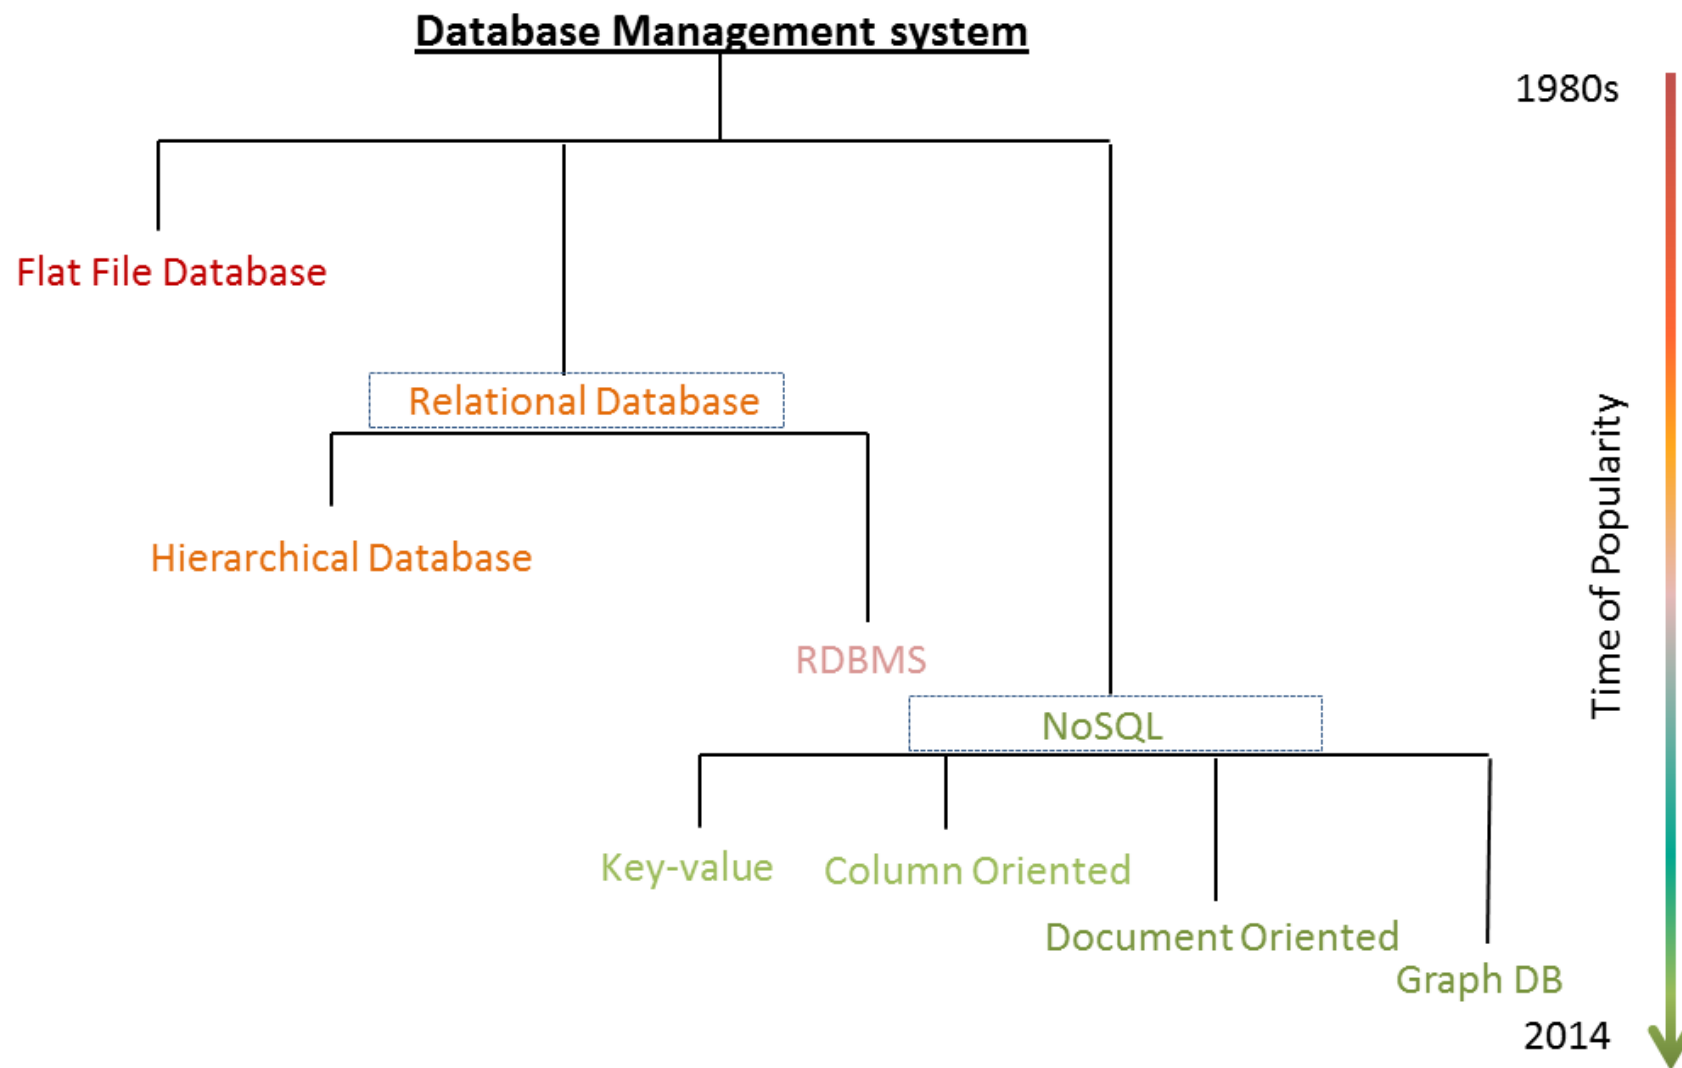 Database Management system
1980s
Flat File Database
Relational Database
Time of Popularity
Hierarchical Database
RDBMS
NoSQL
Key-value
Column Oriented
Document Oriented
Graph DB
2014